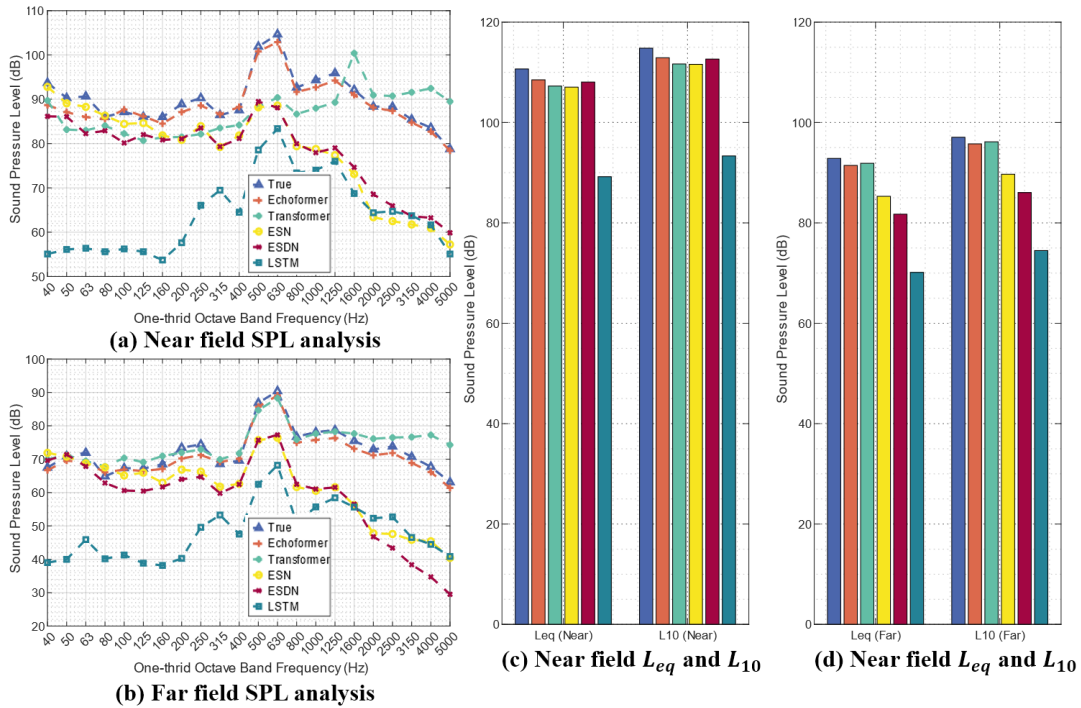 110
100
90
80
70
60
50
Sound Pressure Level (dB)
True
Echoformer
Transformer
ESN
ESDN
LSTM
40 50 63 80 100 125 160 200 250 315 400 500 630 800 1000 1250 1600 2000 2500 3150 4000 5000
One-thrid Octave Band Frequency (Hz)
(a) Near field SPL analysis
100
90
80
70
60
50
40
30
20
Sound Pressure Level (dB)
True
Echoformer
Transformer
ESN
ESDN
LSTM
40 50 63 80 100 125 160 200 250 315 400 500 630 800 1000 1250 1600 2000 2500 3150 4000 5000
One-thrid Octave Band Frequency (Hz)
(b) Far field SPL analysis
120
100
80
60
40
20
0
Sound Pressure Level (dB)
Leq (Near) L10 (Near)
(c) Near field Leq and L10
120
100
80
60
40
20
0
Sound Pressure Level (dB)
Leq (Far) L10 (Far)
(d) Near field Leq and L10